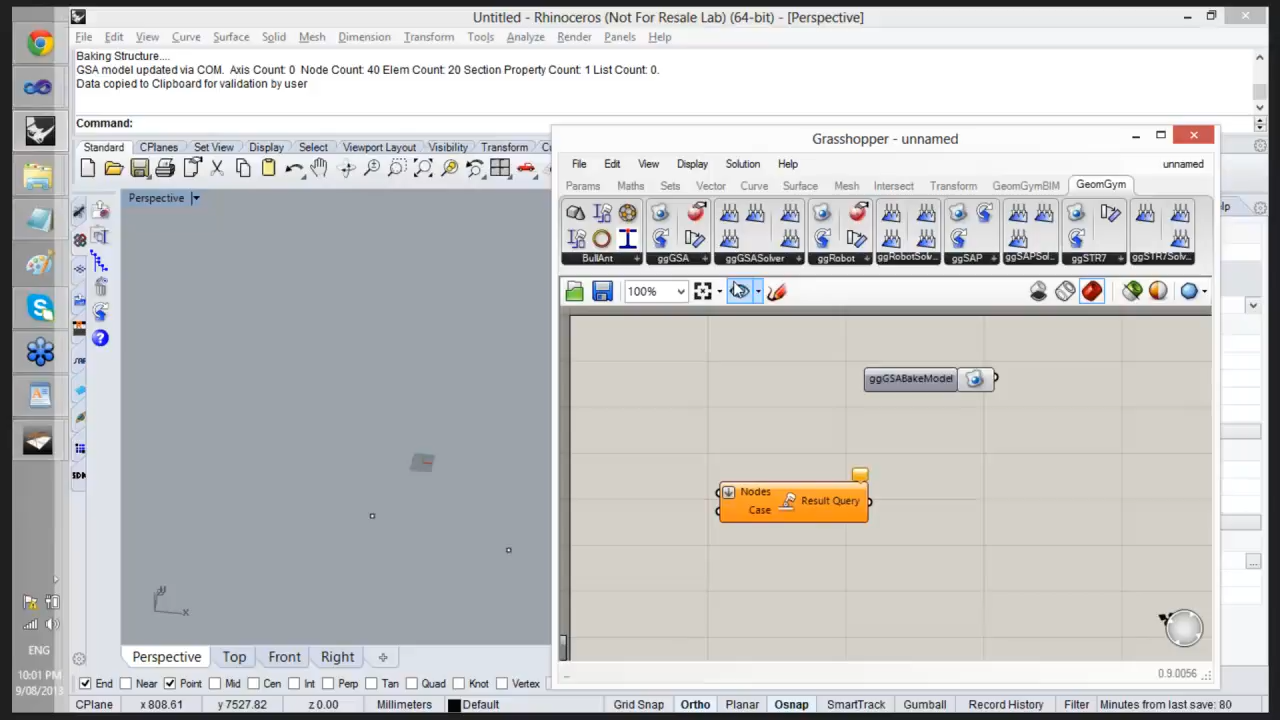 Untitled - Rhinoceros (Not For Resale Lab) (64-bit) - [Perspective]
File Edit View Curve Surface Solid Mesh Dimension Transform Tools Analyze Render Panels Help
Baking Structure....
GSA model updated via COM. Axis Count: 0 Node Count: 40 Elem Count: 20 Section Property Count: 1 List Count: 0.
Data copied to Clipboard for validation by user
Command:
Standard CPlanes Set View Display Select Viewport Layout Visibility Transform
Perspective
Grasshopper - unnamed
File Edit View Display Solution Help unnamed
Params Maths Sets Vector Curve Surface Mesh Intersect Transform GeomGymBIM GeomGym
BullAnt ggGSA ggGSASolver ggRobot ggRobotSolv... ggSAP ggSAPSol... ggSTR7 ggSTR7Solv...
100%
ggGSABakeModel
Nodes
Case
Result Query
0.9.0056
y
x
Perspective Top Front Right
End Near Point Mid Cen Int Perp Tan Quad Knot Vertex
CPlane x 808.61 y 7527.82 z 0.00 Millimeters Default Grid Snap Ortho Planar Osnap SmartTrack Gumball Record History Filter Minutes from last save: 80
ENG
10:01 PM
9/08/2013